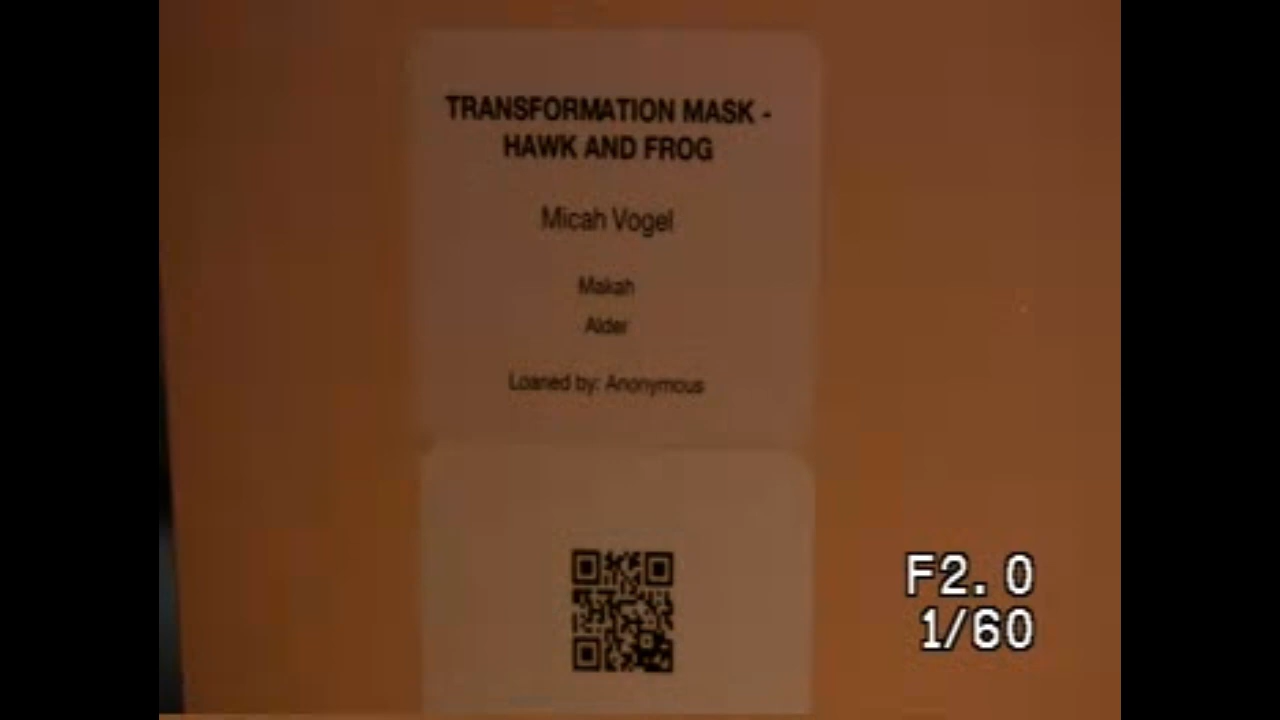 TRANSFORMATION MASK -
HAWK AND FROG
Micah Vogel
Makah
Alder
Loaned by: Anonymous
F2.0
1/60